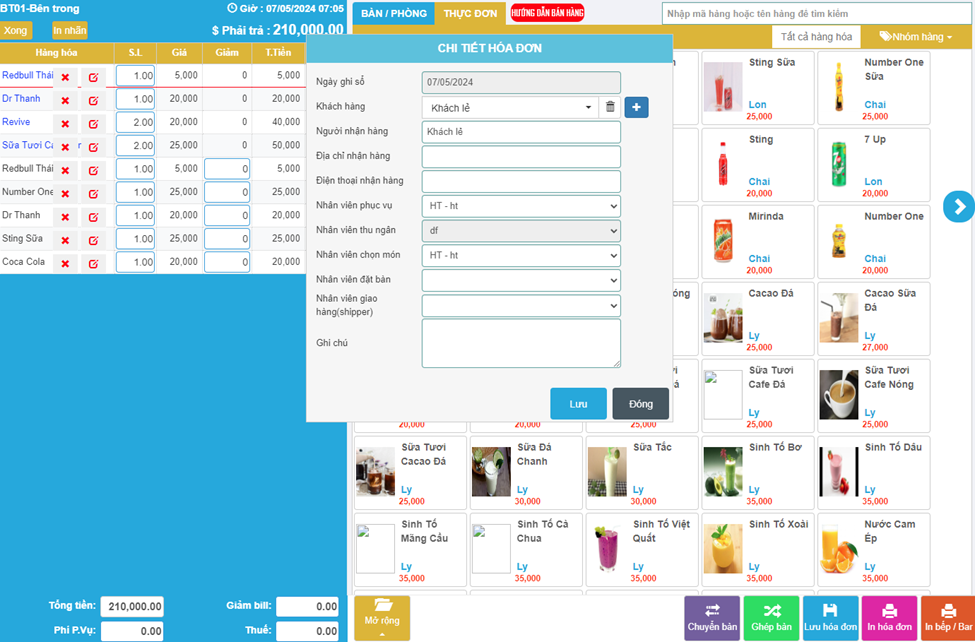 BT01-Bên trong
Giờ : 07/05/2024 07:05
Xong
In nhãn
$ Phải trả : 210,000.00
Hàng hóa S.L Giá Giảm T.Tiền
Redbull Thái 1.00 5,000 0 5,000
Dr Thanh 1.00 20,000 0 20,000
Revive 2.00 20,000 0 40,000
Sữa Tươi Ca r 2.00 25,000 0 50,000
Redbull Thái 1.00 5,000 0 5,000
Number One 1.00 25,000 0 25,000
Dr Thanh 1.00 20,000 0 20,000
Sting Sữa 1.00 25,000 0 25,000
Coca Cola 1.00 20,000 0 20,000
Tổng tiền: 210,000.00 Giảm bill: 0.00
Phí P.Vụ: 0.00 Thuế: 0.00
BÀN / PHÒNG
THỰC ĐƠN
HƯỚNG DẪN BÁN HÀNG
Nhập mã hàng hoặc tên hàng để tìm kiếm
Tất cả hàng hóa
Nhóm hàng
CHI TIẾT HÓA ĐƠN
Ngày ghi sổ 07/05/2024
Khách hàng Khách lẻ
Người nhận hàng Khách lẻ
Địa chỉ nhận hàng
Điện thoại nhận hàng
Nhân viên phục vụ HT - ht
Nhân viên thu ngân df
Nhân viên chọn món HT - ht
Nhân viên đặt bàn
Nhân viên giao
hàng(shipper)
Ghi chú
Lưu
Đóng
Sting Sữa
Lon
25,000
Number One
Sữa
Chai
25,000
Sting
Chai
20,000
7 Up
Lon
20,000
Mirinda
Chai
20,000
Number One
Chai
20,000
óng
Cacao Đá
Ly
25,000
Cacao Sữa
Đá
Ly
27,000
Sữa Tươi
Cafe Đá
Ly
25,000
Sữa Tươi
Cafe Nóng
Ly
25,000
20,000
20,000
25,000
Sữa Tươi
Cacao Đá
Ly
25,000
Sữa Đá
Chanh
Ly
30,000
Sữa Tắc
Ly
30,000
Sinh Tố Bơ
Ly
35,000
Sinh Tố Dâu
Ly
35,000
Sinh Tố
Mãng Cầu
Ly
35,000
Sinh Tố Cà
Chua
Ly
35,000
Sinh Tố Việt
Quất
Ly
35,000
Sinh Tố Xoài
Ly
35,000
Nước Cam
Ép
Ly
35,000
Mở rộng
Chuyển bàn
Ghép bàn
Lưu hóa đơn
In hóa đơn
In bếp / Bar